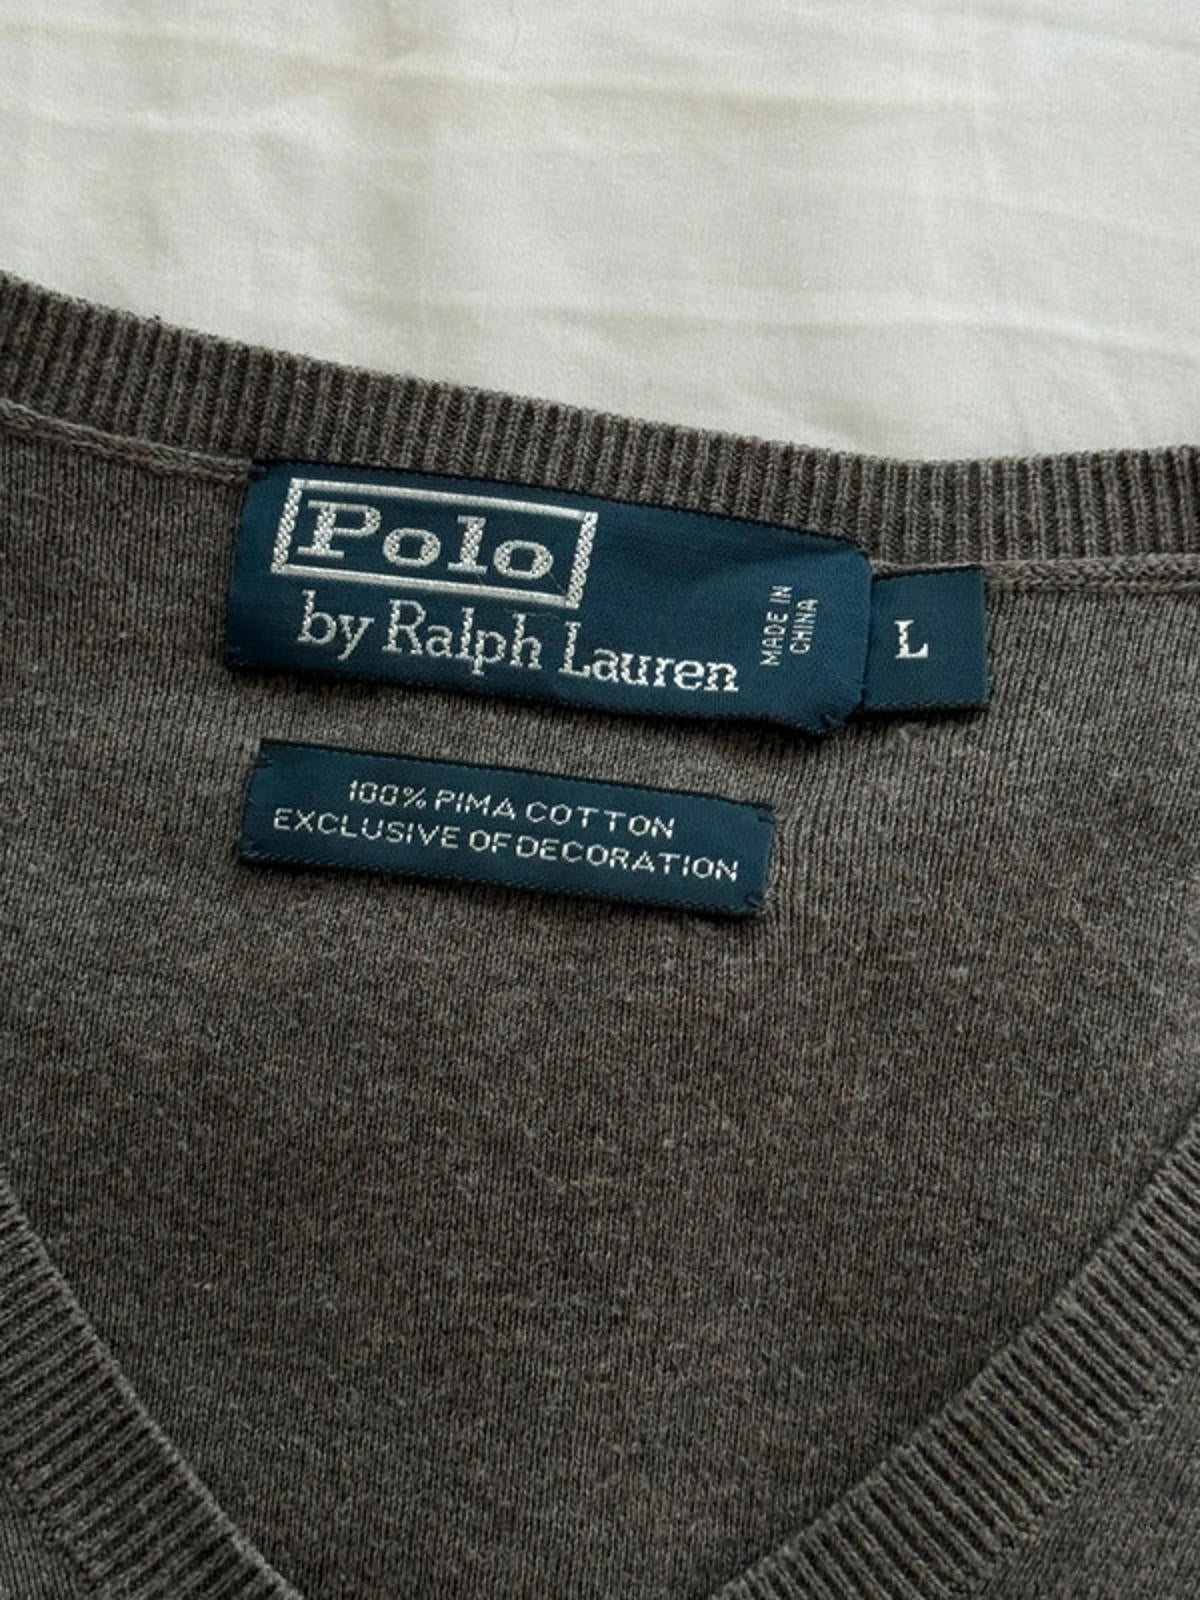 Polo
by Ralph Lauren
MADE IN
CHINA
L
100% PIMA COTTON
EXCLUSIVE OF DECORATION